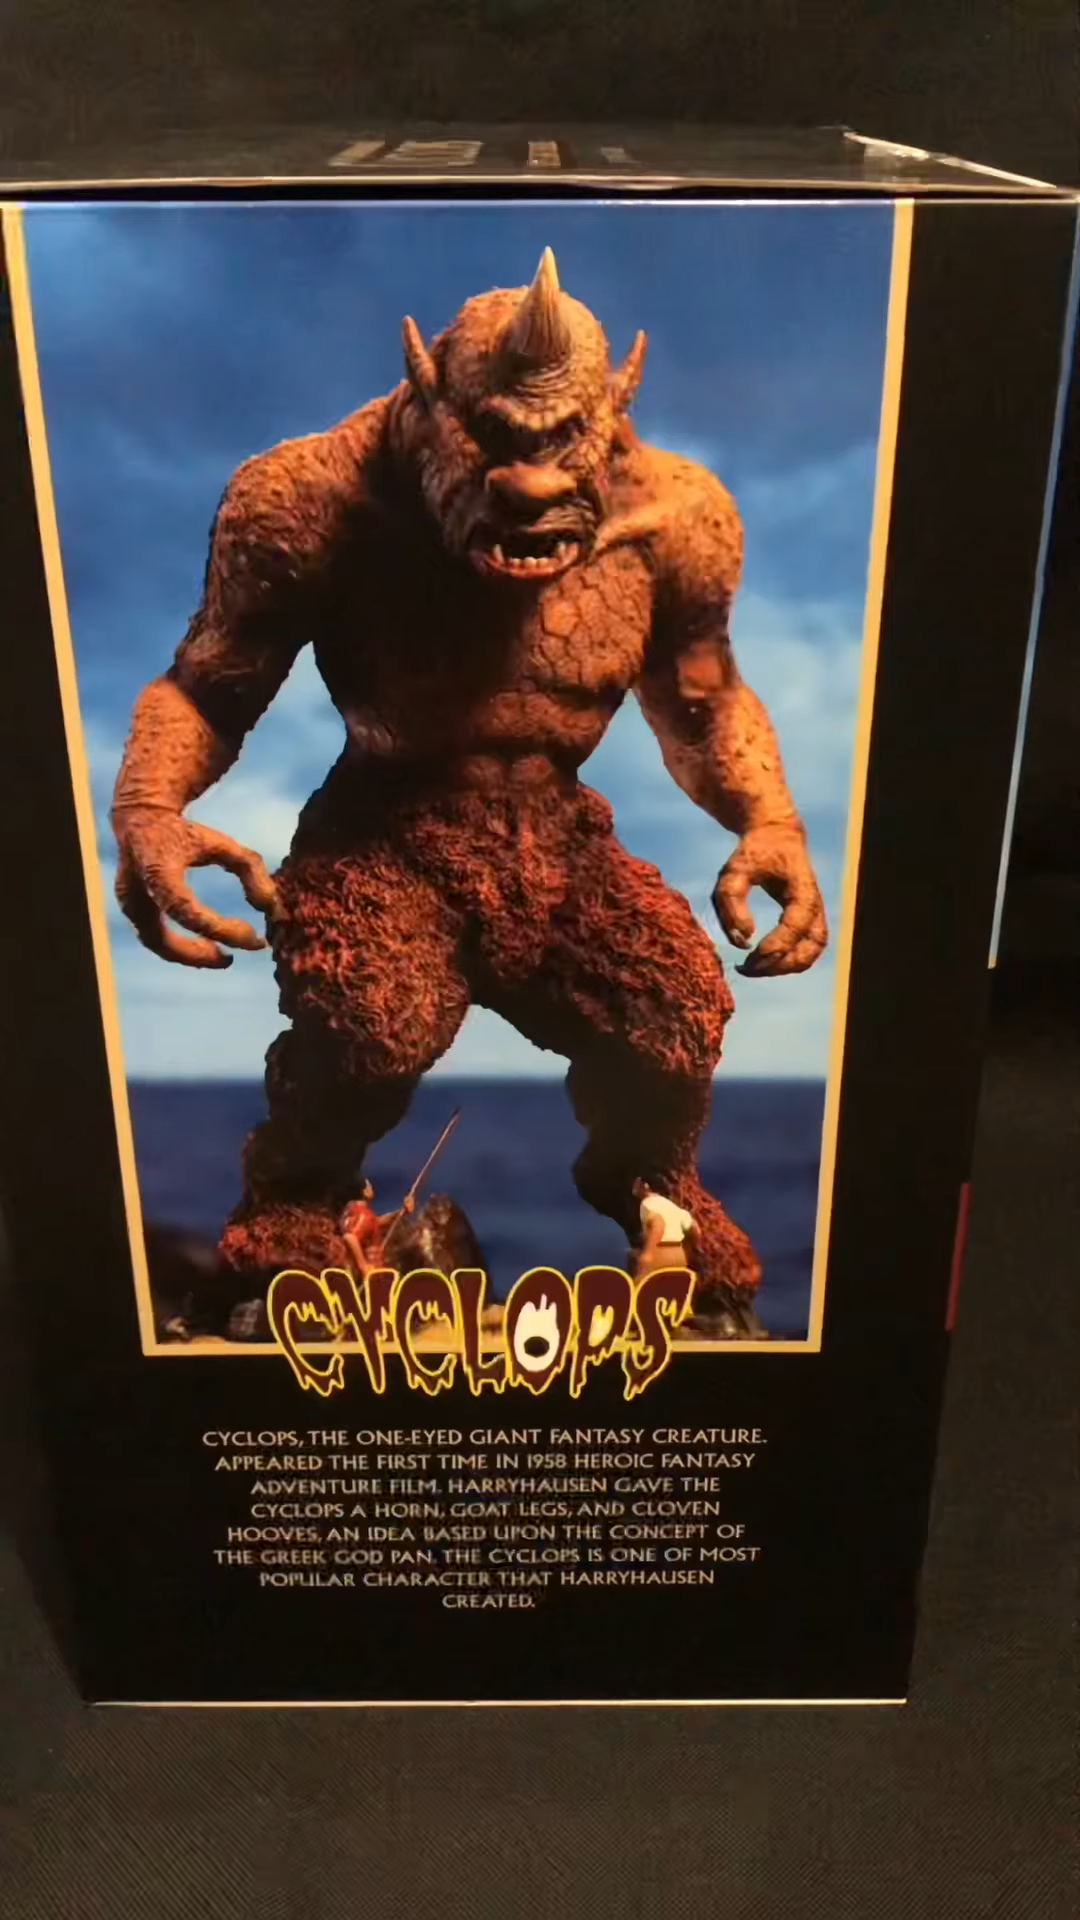 CYCLOPS
CYCLOPS, THE ONE-EYED GIANT FANTASY CREATURE.
APPEARED THE FIRST TIME IN 1958 HEROIC FANTASY
ADVENTURE FILM. HARRYHAUSEN GAVE THE
CYCLOPS A HORN, GOAT LEGS, AND CLOVEN
HOOVES, AN IDEA BASED UPON THE CONCEPT OF
THE GREEK GOD PAN. THE CYCLOPS IS ONE OF MOST
POPULAR CHARACTER THAT HARRYHAUSEN
CREATED.